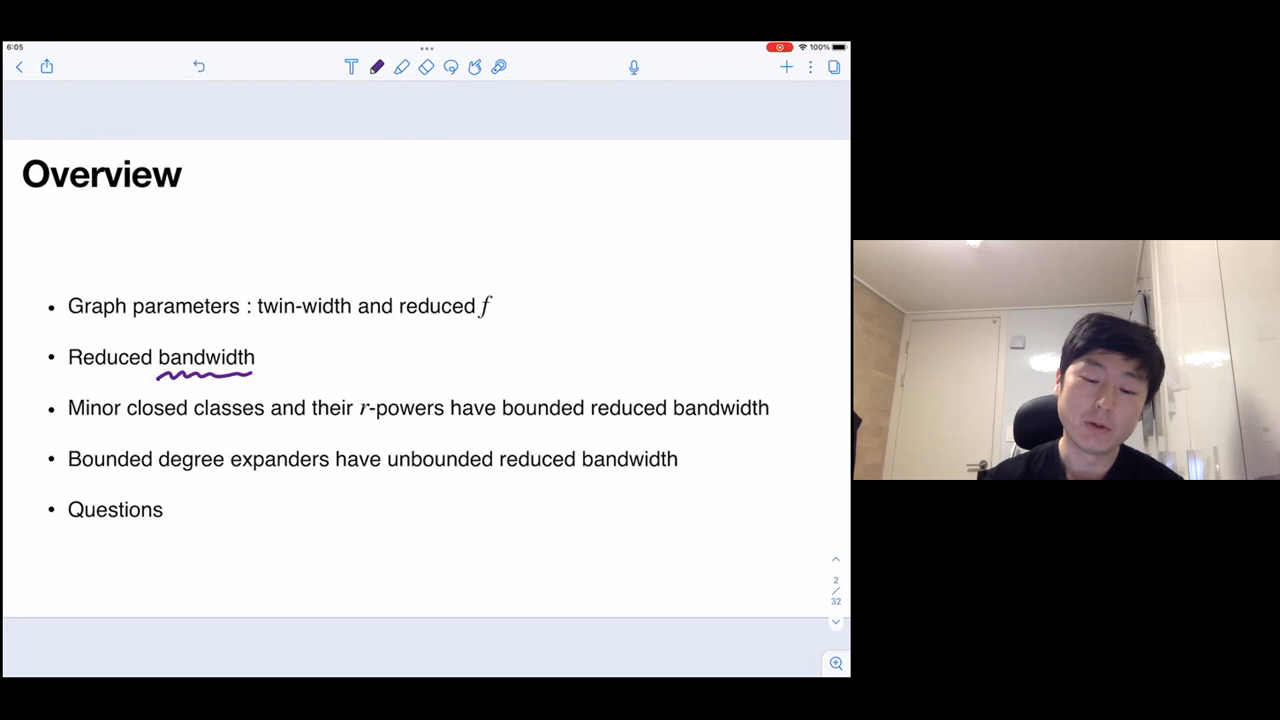 6:05
100%
T
Overview
• Graph parameters : twin-width and reduced f
• Reduced bandwidth
• Minor closed classes and their r-powers have bounded reduced bandwidth
• Bounded degree expanders have unbounded reduced bandwidth
• Questions
2
/
32